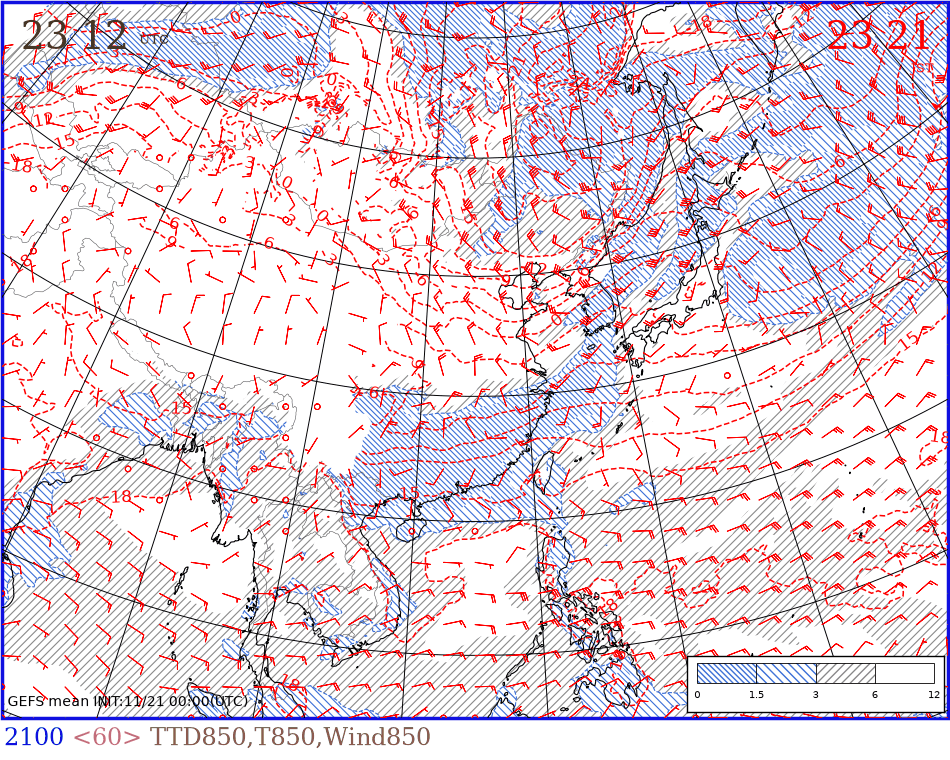 23 12 UTC
23 21
JST
GEFS mean INIT:11/21 00:00(UTC)
0 1.5 3 6 12
2100 <60> TTD850,T850,Wind850